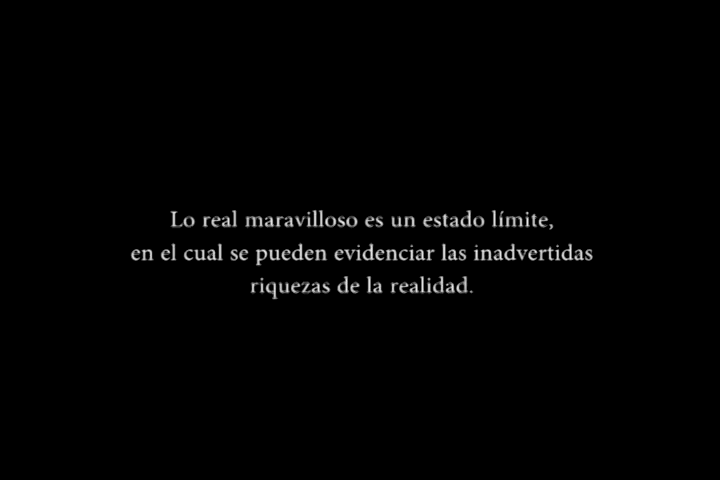 Lo real maravilloso es un estado límite,
en el cual se pueden evidenciar las inadvertidas
riquezas de la realidad.